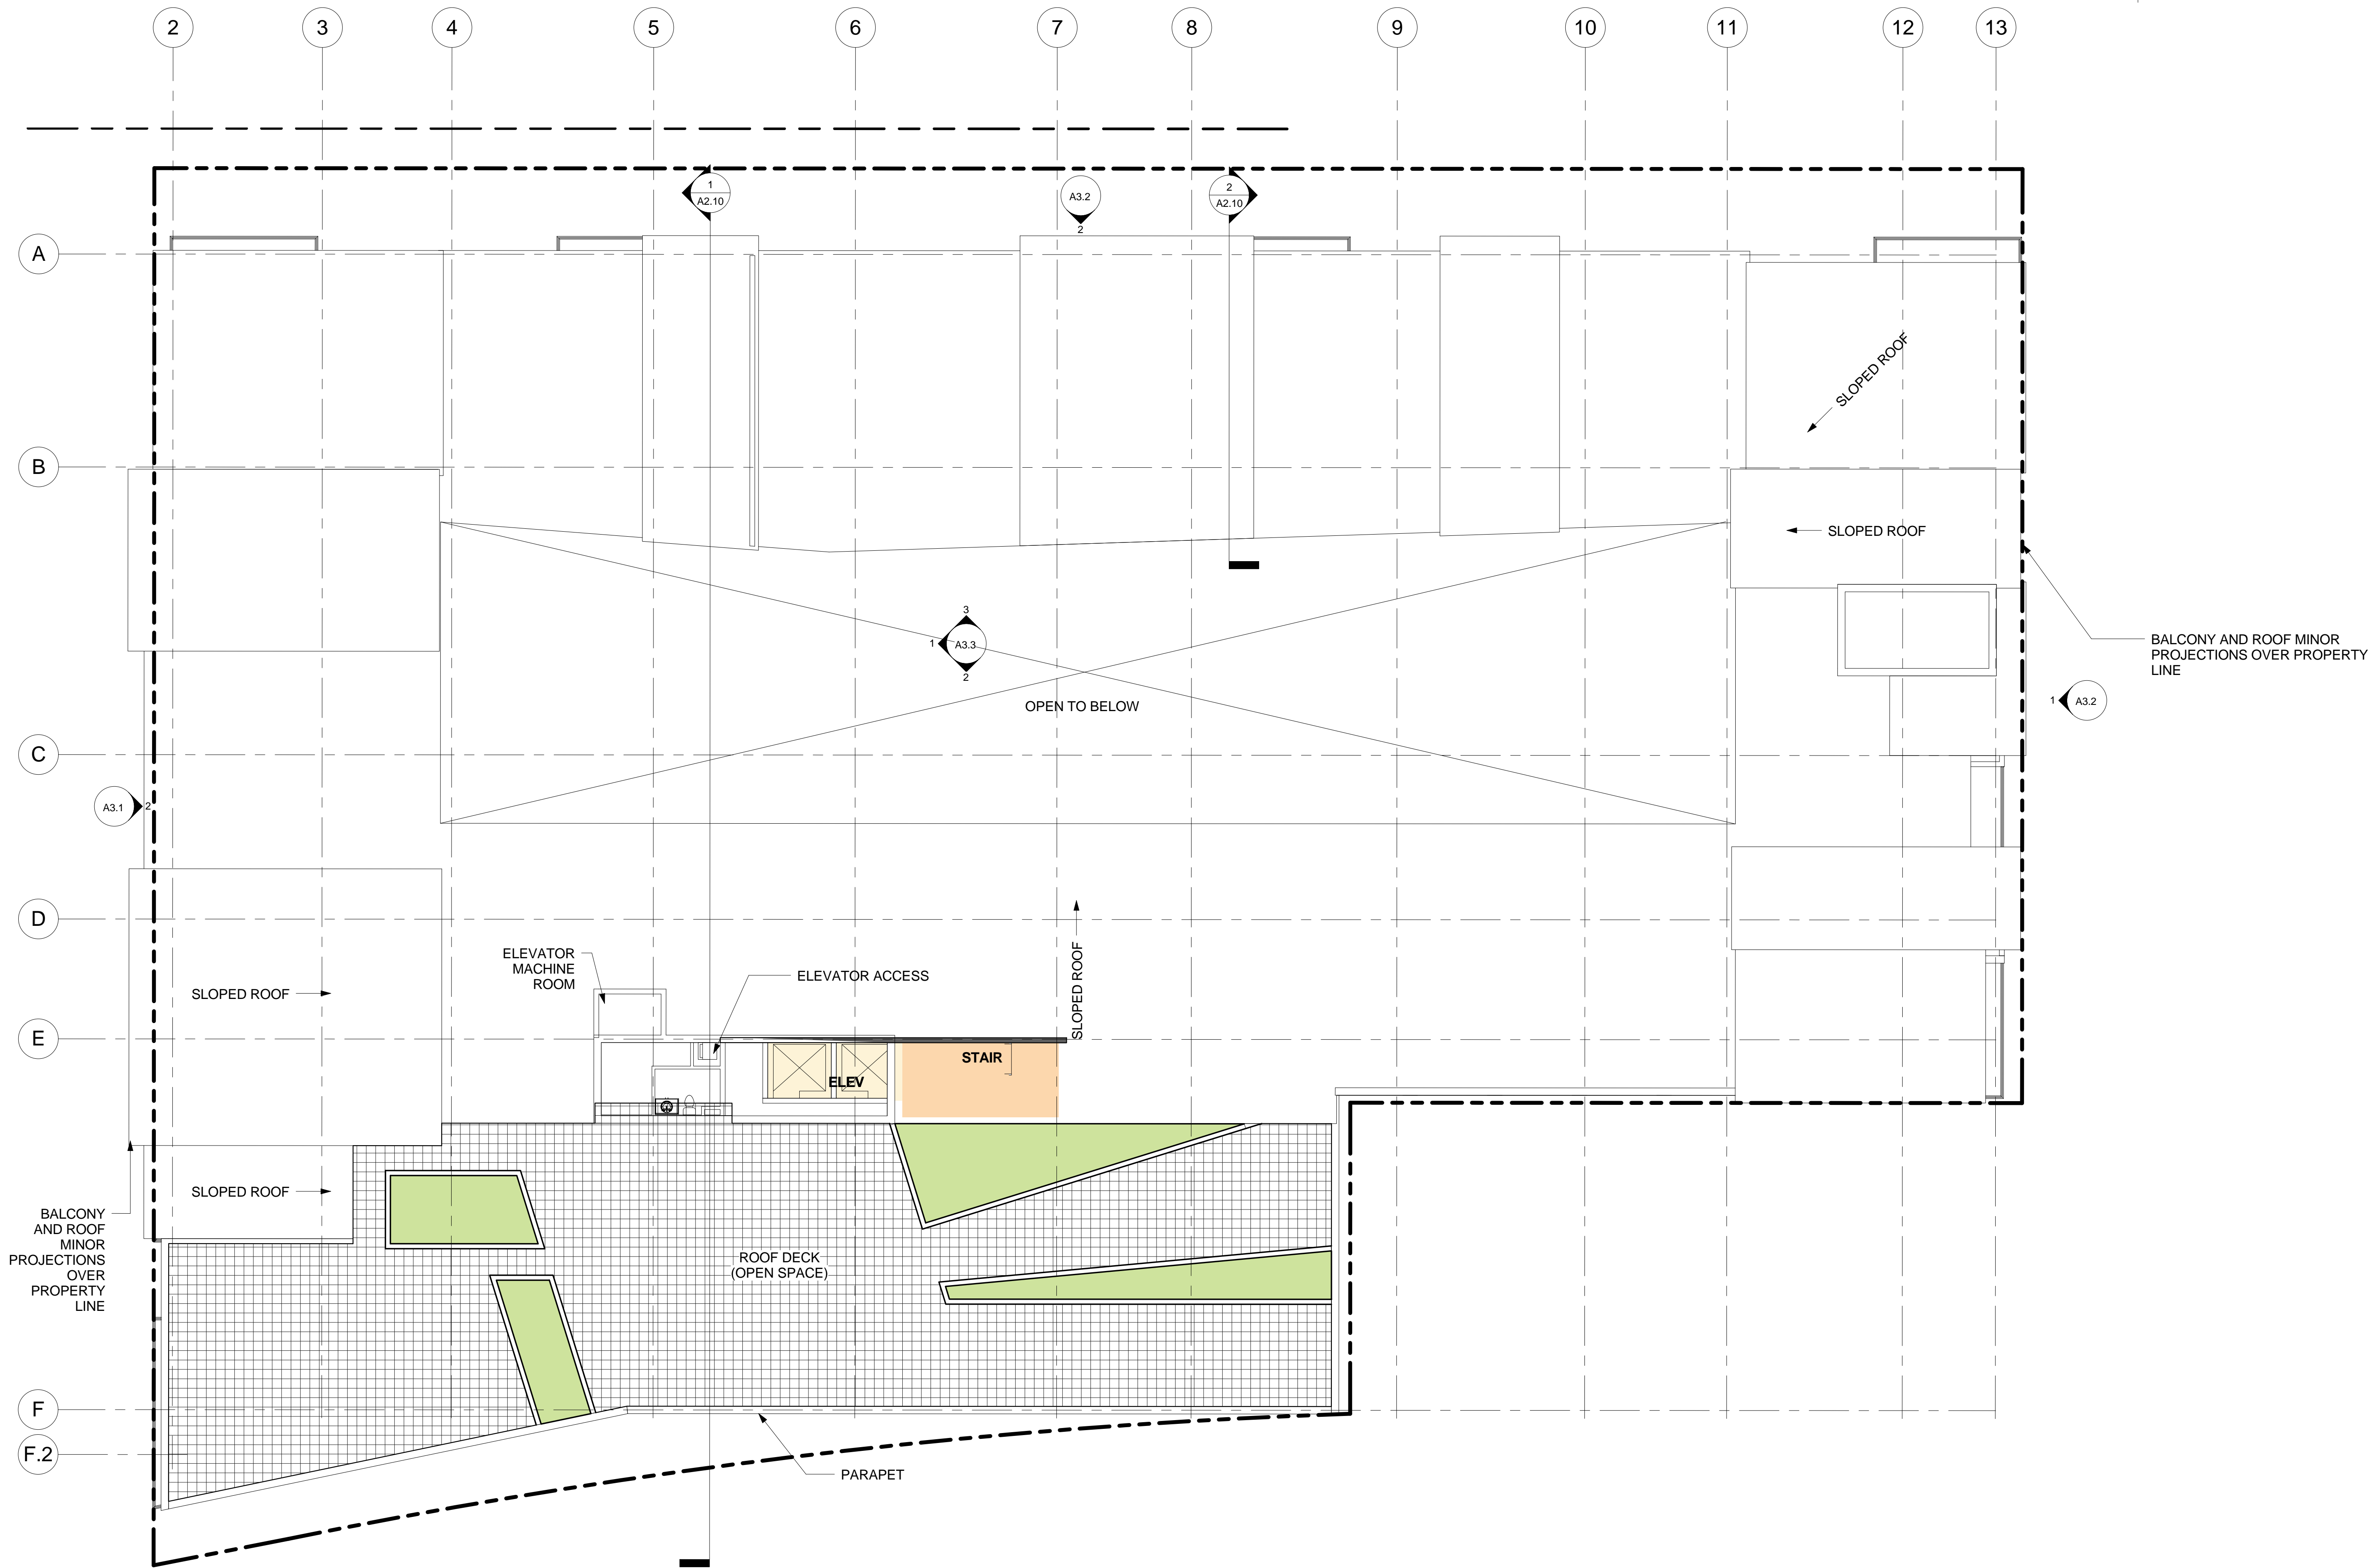 2
3
4
5
6
7
8
9
10
11
12
13
1
A2.10
A3.2
2
2
A2.10
A
SLOPED ROOF
B
SLOPED ROOF
3
1
A3.3
2
BALCONY AND ROOF MINOR
PROJECTIONS OVER PROPERTY
LINE
OPEN TO BELOW
1
A3.2
C
A3.1
2
D
ELEVATOR
MACHINE
ROOM
ELEVATOR ACCESS
SLOPED ROOF
SLOPED ROOF
E
STAIR
ELEV
SLOPED ROOF
BALCONY
AND ROOF
MINOR
PROJECTIONS
OVER
PROPERTY
LINE
ROOF DECK
(OPEN SPACE)
F
F.2
PARAPET